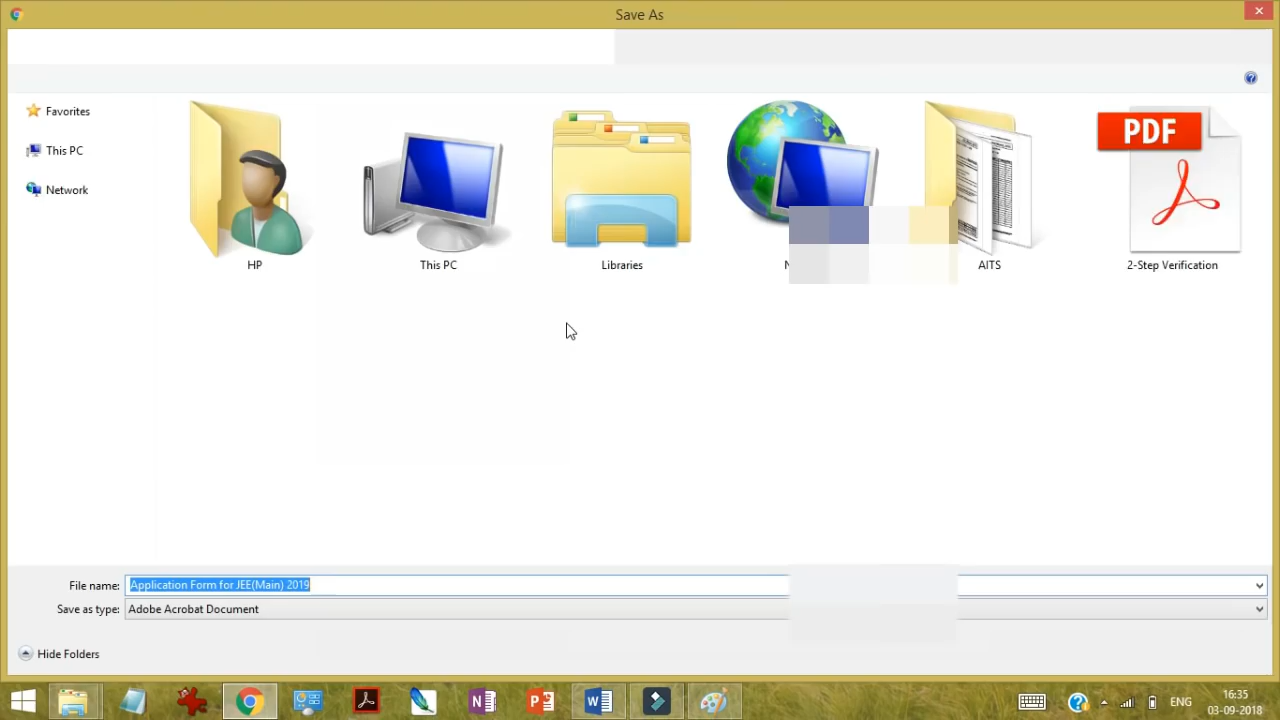 Save As
Favorites
This PC
Network
PDF
HP
This PC
Libraries
AITS
2-Step Verification
File name: Application Form for JEE(Main) 2019
Save as type: Adobe Acrobat Document
Hide Folders
ENG
16:35
03-09-2018